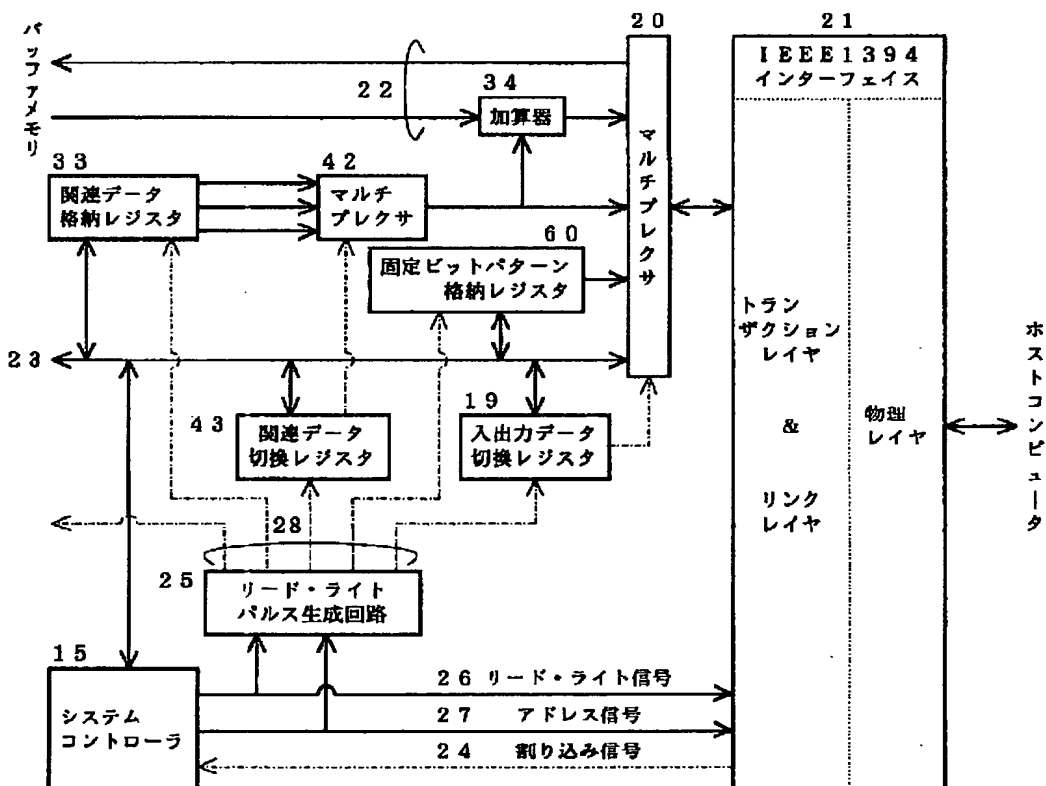 バッファメモリ
22
34
加算器
20
マルチプレクサ
21
IEEE1394
インターフェイス
33
関連データ
格納レジスタ
42
マルチ
プレクサ
60
固定ビットパターン
格納レジスタ
トラン
ザクション
レイヤ
&
リンク
レイヤ
物理
レイヤ
ホストコンピュータ
23
43
関連データ
切換レジスタ
19
入出力データ
切換レジスタ
28
25
リード・ライト
パルス生成回路
15
システム
コントローラ
26 リード・ライト信号
27 アドレス信号
24 割り込み信号